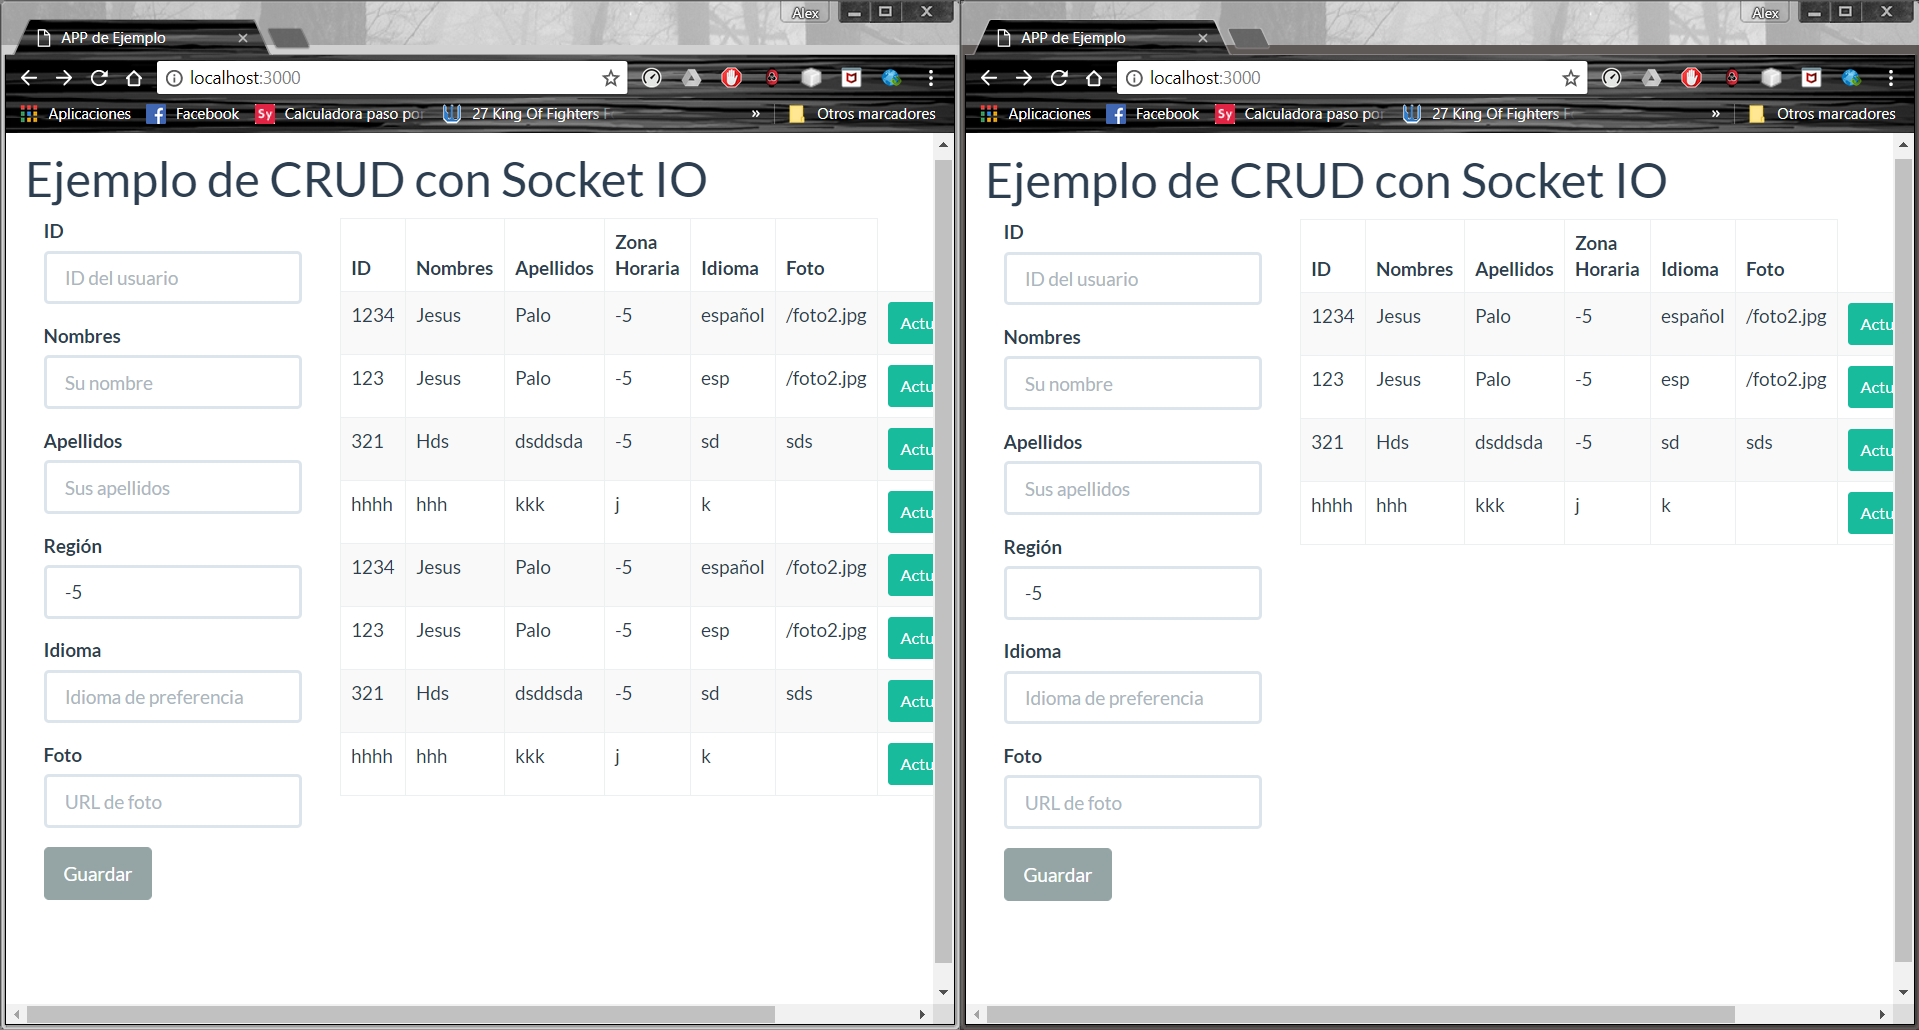 Alex
APP de Ejemplo
localhost:3000
Aplicaciones Facebook Sy Calculadora paso por 27 King Of Fighters F » Otros marcadores
Ejemplo de CRUD con Socket IO
ID
ID del usuario
Nombres
Su nombre
Apellidos
Sus apellidos
Región
-5
Idioma
Idioma de preferencia
Foto
URL de foto
Guardar
ID Nombres Apellidos Zona Horaria Idioma Foto
1234 Jesus Palo -5 español /foto2.jpg Actu
123 Jesus Palo -5 esp /foto2.jpg Actu
321 Hds dsddsda -5 sd sds Actu
hhhh hhh kkk j k Actu
1234 Jesus Palo -5 español /foto2.jpg Actu
123 Jesus Palo -5 esp /foto2.jpg Actu
321 Hds dsddsda -5 sd sds Actu
hhhh hhh kkk j k Actu
Alex
APP de Ejemplo
localhost:3000
Aplicaciones Facebook Sy Calculadora paso por 27 King Of Fighters F » Otros marcadores
Ejemplo de CRUD con Socket IO
ID
ID del usuario
Nombres
Su nombre
Apellidos
Sus apellidos
Región
-5
Idioma
Idioma de preferencia
Foto
URL de foto
Guardar
ID Nombres Apellidos Zona Horaria Idioma Foto
1234 Jesus Palo -5 español /foto2.jpg Actu
123 Jesus Palo -5 esp /foto2.jpg Actu
321 Hds dsddsda -5 sd sds Actu
hhhh hhh kkk j k Actu